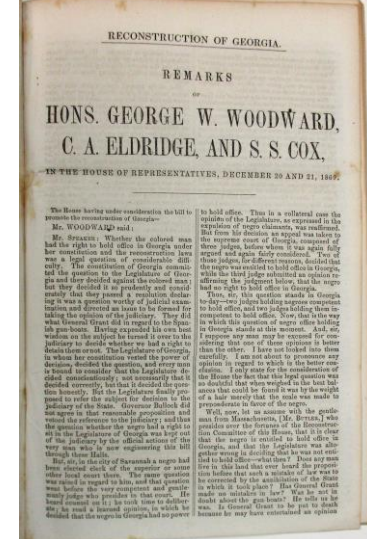 RECONSTRUCTION OF GEORGIA.
REMARKS
OF
HONS. GEORGE W. WOODWARD,
C. A. ELDRIDGE, AND S. S. COX,
IN THE HOUSE OF REPRESENTATIVES, DECEMBER 20 AND 21, 1869.
The House having under consideration the bill to
promote the reconstruction of Georgia—
Mr. WOODWARD said:
Mr. SPEAKER: Whether the colored man
had the right to hold office in Georgia under
her constitution and the reconstruction laws
was a legal question of considerable diffi-
culty. The constitution of Georgia commit-
ted the question to the Legislature of Geor-
gia and they decided against the colored man;
but they decided it so prudently and consid-
erately that they passed a resolution declar-
ing it was a question worthy of judicial exam-
ination and directed an issue to be formed for
taking the opinion of the judiciary. They did
what General Grant did in regard to the Span-
ish gun-boats. Having expended his own best
wisdom on the subject he turned it over to the
judiciary to decide whether we had a right to
detain them or not. The Legislature of Georgia,
in whom her constitution vested the power of
decision, decided the question, and every man
is bound to consider that the Legislature de-
cided conscientiously; not perhaps that it
decided correctly, but that it decided the ques-
tion honestly. But the Legislature finally pro-
posed to refer the subject for decision to the
judiciary of the State. Governor Bullock did
not agree in that reasonable proposition and
vetoed the reference to the judiciary; and thus
the question whether the negro had a right to
sit in the Legislature of Georgia was swept out
of the judiciary by the official actions of the
very man who is now engineering this bill
through these Halls.
But, sir, in the city of Savannah a negro had
been elected clerk of the superior or some
other local court there. The same question
was raised in regard to him, and that question
went before the very competent and gentle-
manly judge who presides in that court. He
heard counsel on it; he took time to deliber-
ate; he read a learned opinion, in which he
decided that the negro in Georgia had no power
to hold office. Thus in a collateral case the
opinion of the Legislature, as expressed in the
expulsion of negro claimants, was reaffirmed.
But from his decision an appeal was taken to
the supreme court of Georgia, composed of
three judges, before whom it was again fully
argued and again fairly considered. Two of
those judges, for different reasons, decided that
the negro was enabled to hold office in Georgia,
while the third judge submitted an opinion re-
affirming the judgment below, that the negro
had no right to hold office in Georgia.
Thus, sir, this question stands in Georgia
to-day—two judges holding negroes competent
to hold office, and two judges holding them in-
competent to hold office. Now, that is the way
in which this question of negro office holding
in Georgia stands at this moment. And, sir,
I suppose any man may be excused for con-
sidering that one of these opinions is better
than the other. I have not looked into them
carefully. I am not about to pronounce any
opinion in regard to which is the better con-
clusion. I only state for the consideration of
the House the fact that the legal question was
so doubtful that when weighed in the best bal-
ances that could be found it was by the weight
of a hair merely that the scale was made to
preponderate in favor of the negro.
Well, now, let us assume with the gentle-
man from Massachusetts, [Mr. BUTLER,] who
presides over the fortunes of the Reconstruc-
tion Committee of this House, that it is clear
that the negro is entitled to hold office in
Georgia, and that the Legislature was alto-
gether wrong in deciding that he was not enti-
tled to hold office—what then? Does any man
live in this land that ever heard the proposi-
tion before that such a mistake of law was to
be corrected by the annihilation of the State
in which it took place? Has General Grant
made no mistakes in law? Was he not in
doubt about the gun-boats? He tells us he
was. Is General Grant to be put to death
because he may have entertained an opinion